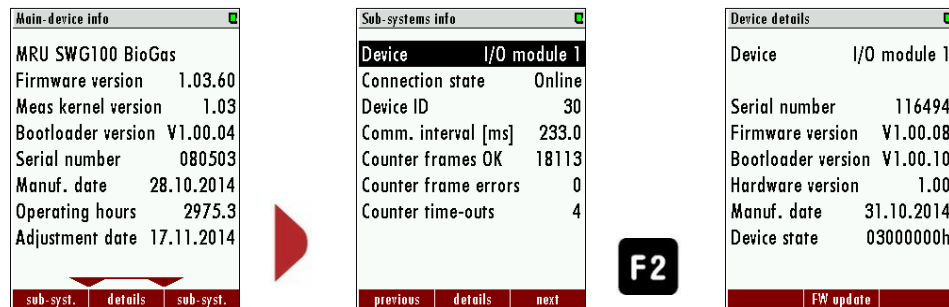 Main-device info
MRU SWG100 BioGas
Firmware version 1.03.60
Meas kernel version 1.03
Bootloader version V1.00.04
Serial number 080503
Manuf. date 28.10.2014
Operating hours 2975.3
Adjustment date 17.11.2014
sub-syst. details sub-syst.
Sub-systems info
Device I/O module 1
Connection state Online
Device ID 30
Comm. interval [ms] 233.0
Counter frames OK 18113
Counter frame errors 0
Counter time-outs 4
previous details next
F2
Device details
Device I/O module 1
Serial number 116494
Firmware version V1.00.08
Bootloader version V1.00.10
Hardware version 1.00
Manuf. date 31.10.2014
Device state 03000000h
FW update